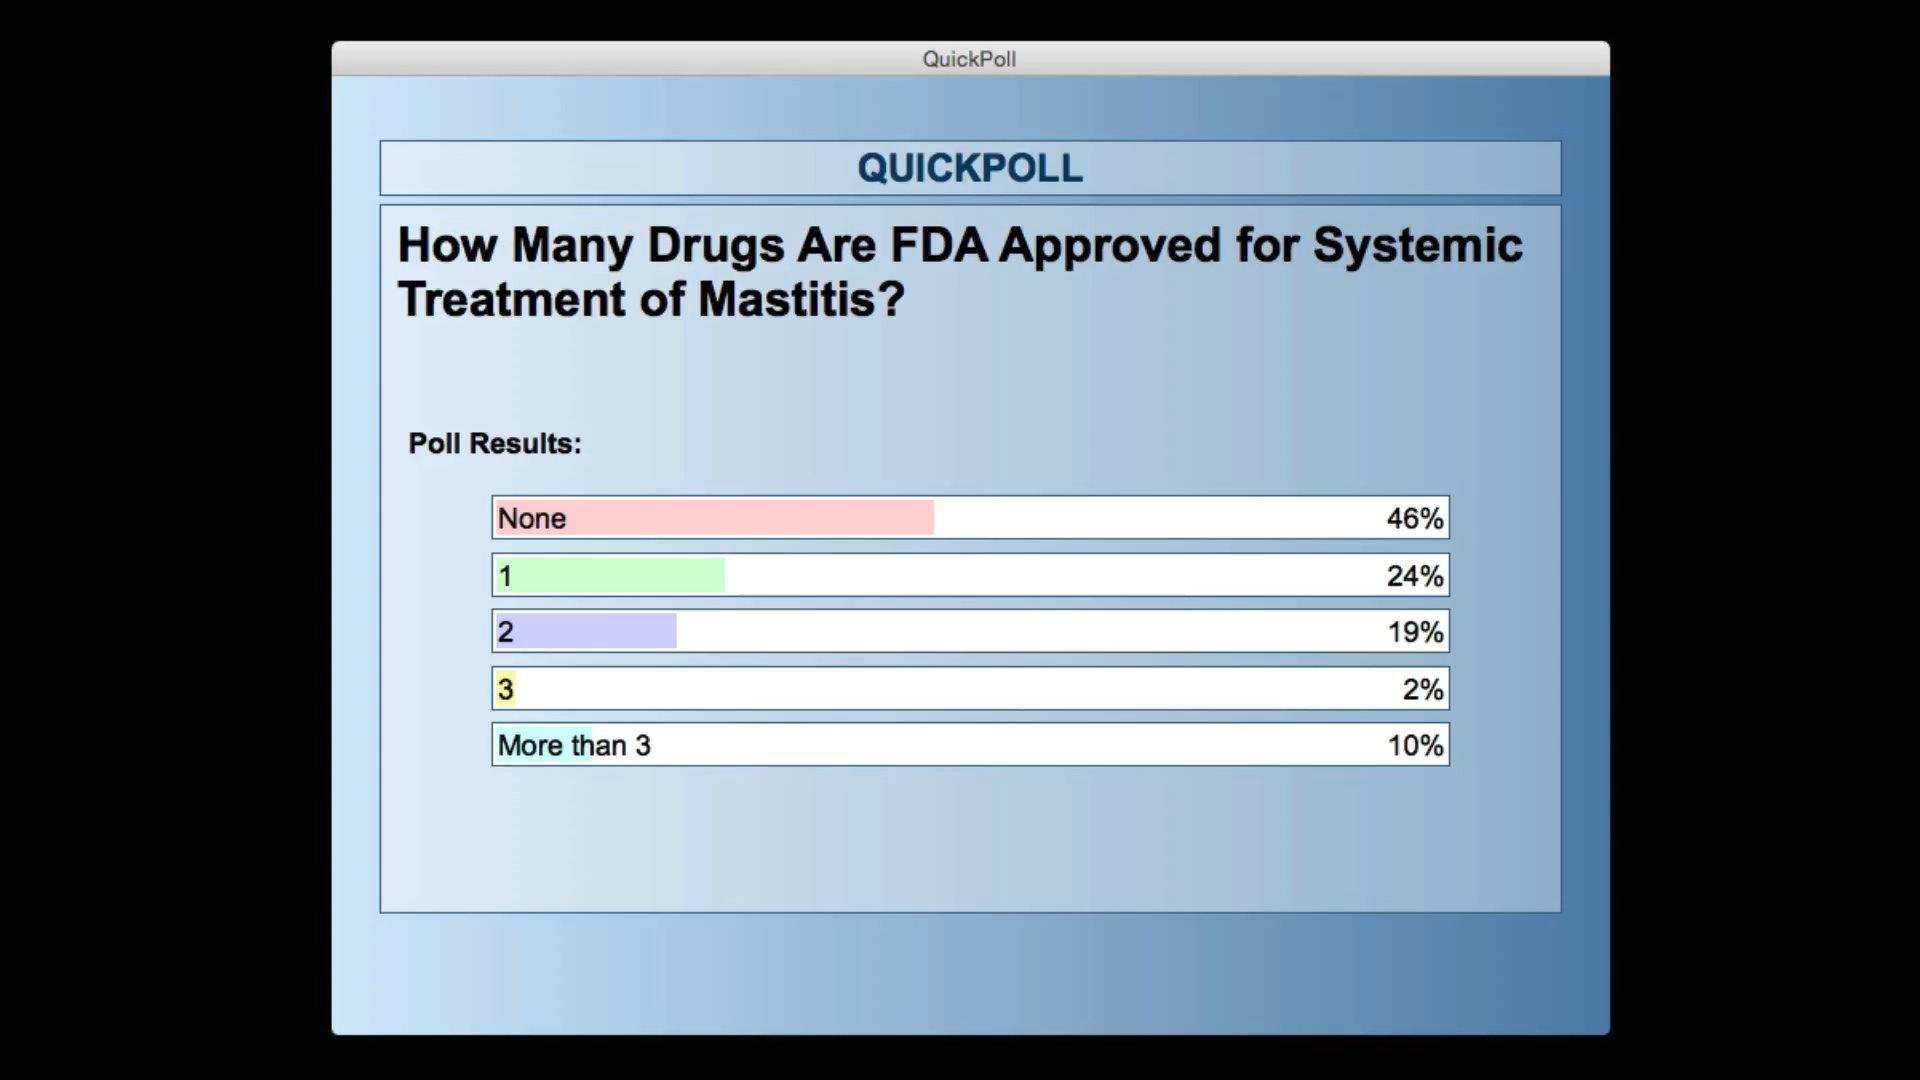 QuickPoll
QUICKPOLL
How Many Drugs Are FDA Approved for Systemic
Treatment of Mastitis?
Poll Results:
None 46%
1 24%
2 19%
3 2%
More than 3 10%